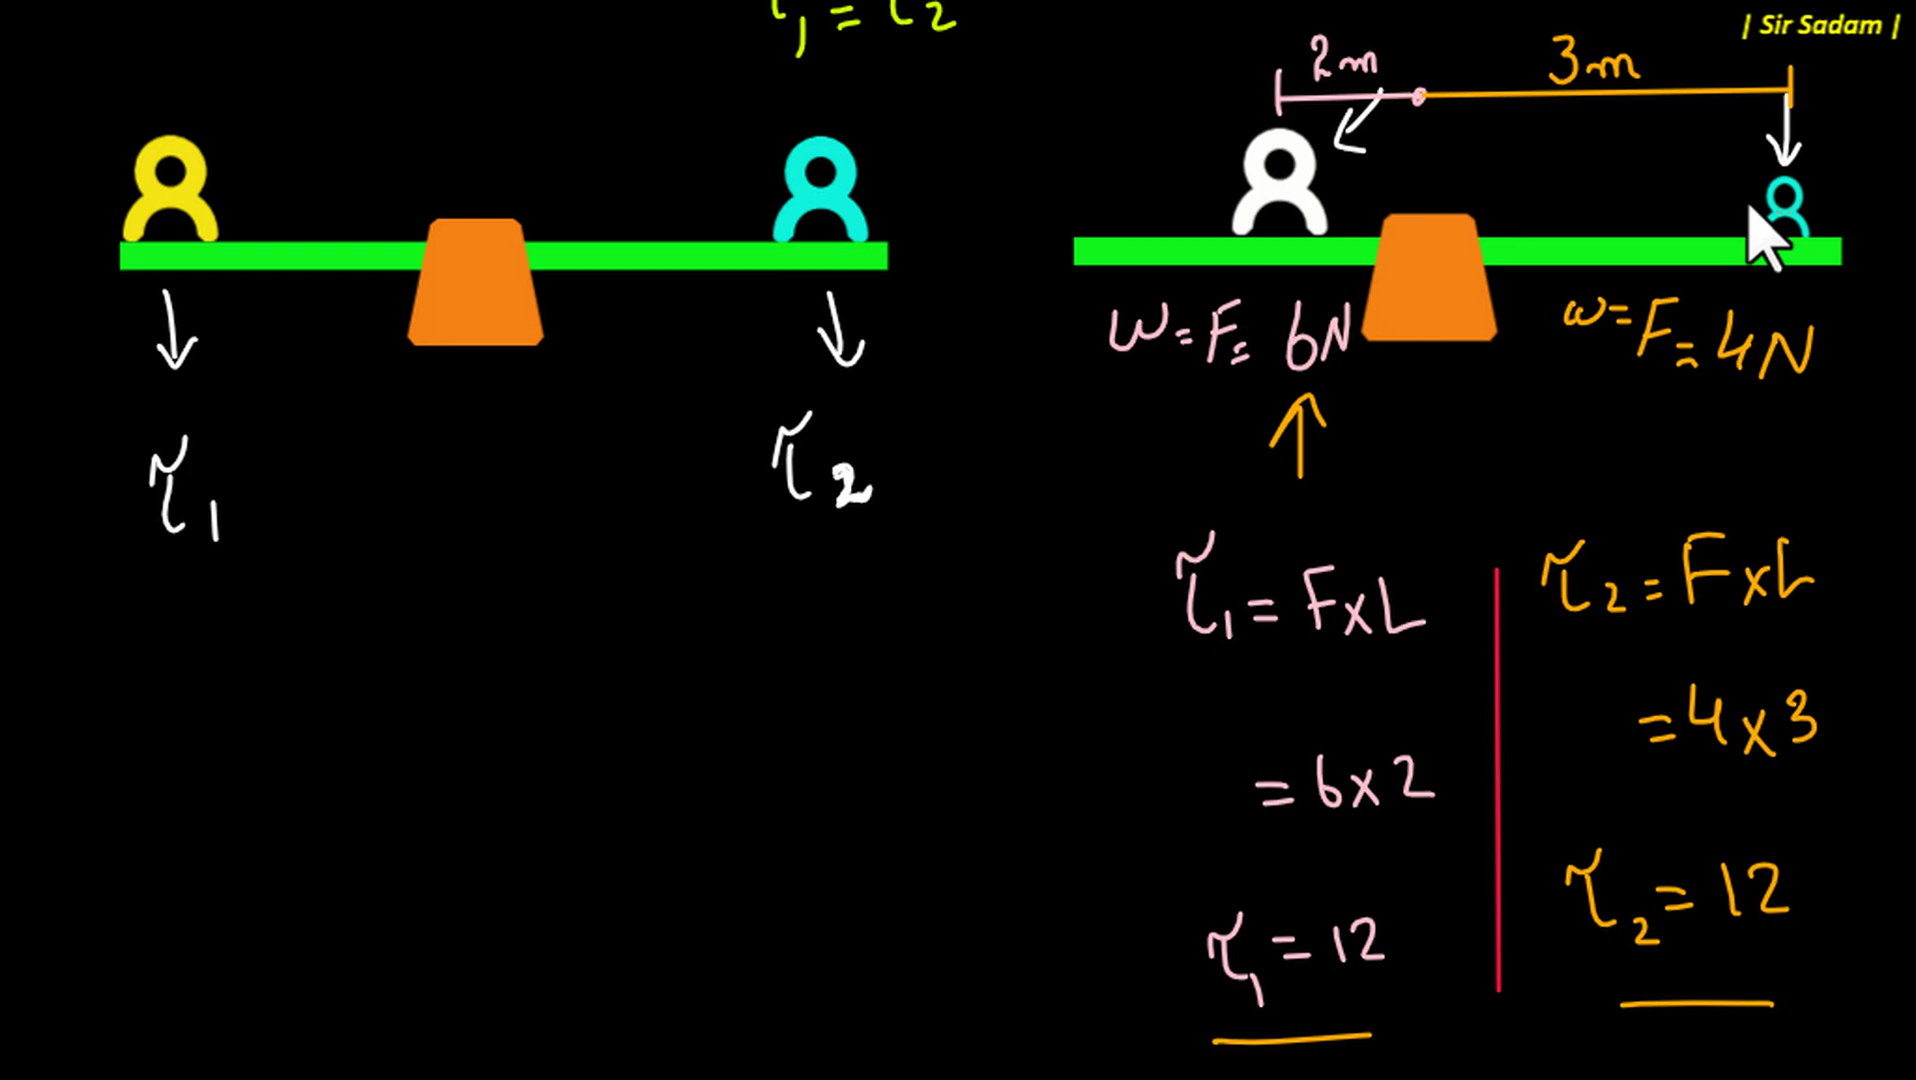 τ₁ = τ₂
| Sir Sadam |
2m
3m
W = F = 6N
ω = F = 4N
τ₁
τ₂
τ₁ = F×L
= 6×2
τ₁ = 12
τ₂ = F×L
= 4×3
τ₂ = 12